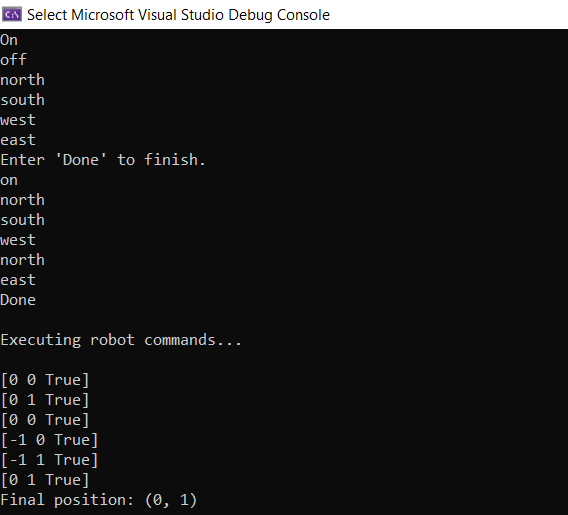 C:\ Select Microsoft Visual Studio Debug Console
On
off
north
south
west
east
Enter 'Done' to finish.
on
north
south
west
north
east
Done
Executing robot commands...
[0 0 True]
[0 1 True]
[0 0 True]
[-1 0 True]
[-1 1 True]
[0 1 True]
Final position: (0, 1)